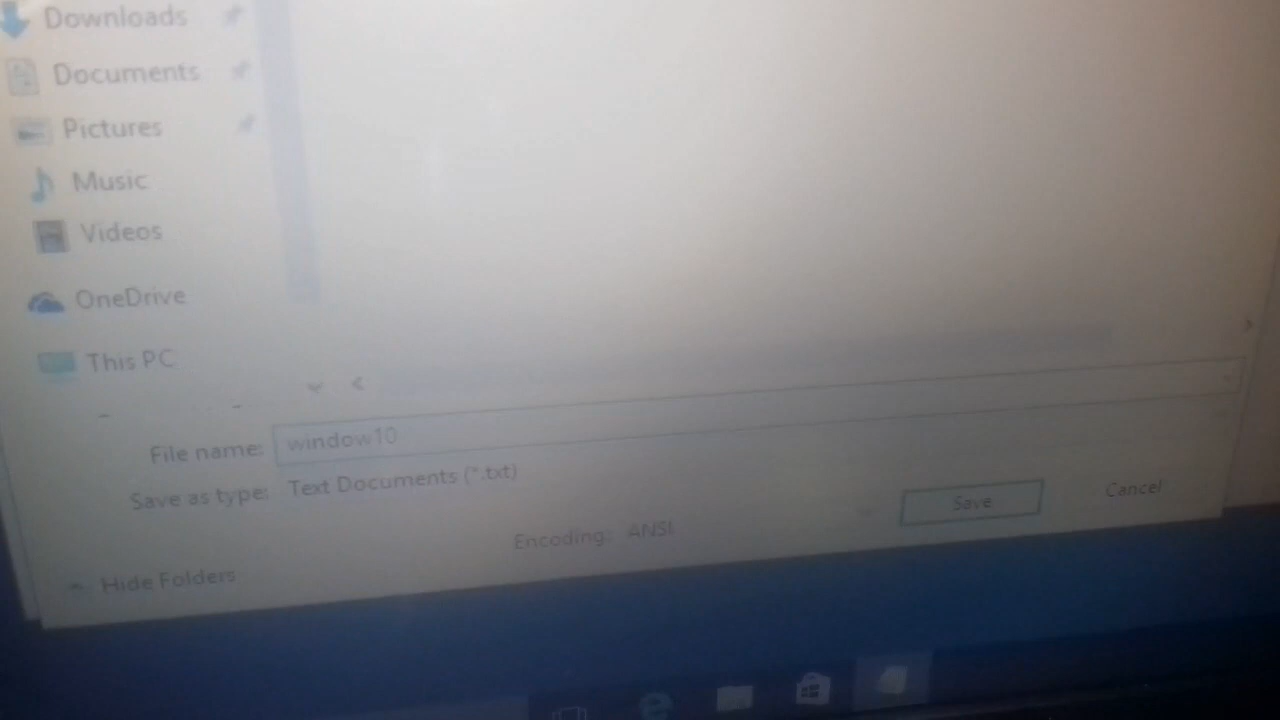 Downloads
Documents
Pictures
Music
Videos
OneDrive
This PC
File name: window10
Save as type: Text Documents (*.txt)
Encoding: ANSI
Save
Cancel
Hide Folders